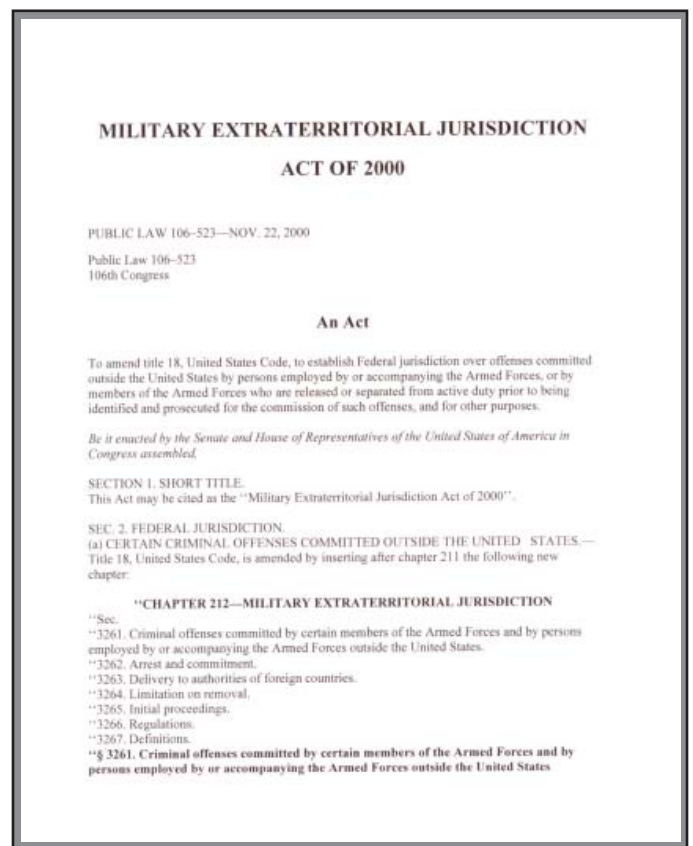 MILITARY EXTRATERRITORIAL JURISDICTION
ACT OF 2000
PUBLIC LAW 106–523—NOV. 22, 2000
Public Law 106–523
106th Congress
An Act
To amend title 18, United States Code, to establish Federal jurisdiction over offenses committed
outside the United States by persons employed by or accompanying the Armed Forces, or by
members of the Armed Forces who are released or separated from active duty prior to being
identified and prosecuted for the commission of such offenses, and for other purposes.
Be it enacted by the Senate and House of Representatives of the United States of America in
Congress assembled,
SECTION 1. SHORT TITLE.
This Act may be cited as the ‘‘Military Extraterritorial Jurisdiction Act of 2000’’.
SEC. 2. FEDERAL JURISDICTION.
(a) CERTAIN CRIMINAL OFFENSES COMMITTED OUTSIDE THE UNITED STATES.—
Title 18, United States Code, is amended by inserting after chapter 211 the following new
chapter:
‘‘CHAPTER 212—MILITARY EXTRATERRITORIAL JURISDICTION
‘‘Sec.
‘‘3261. Criminal offenses committed by certain members of the Armed Forces and by persons
employed by or accompanying the Armed Forces outside the United States.
‘‘3262. Arrest and commitment.
‘‘3263. Delivery to authorities of foreign countries.
‘‘3264. Limitation on removal.
‘‘3265. Initial proceedings.
‘‘3266. Regulations.
‘‘3267. Definitions.
‘‘§ 3261. Criminal offenses committed by certain members of the Armed Forces and by
persons employed by or accompanying the Armed Forces outside the United States